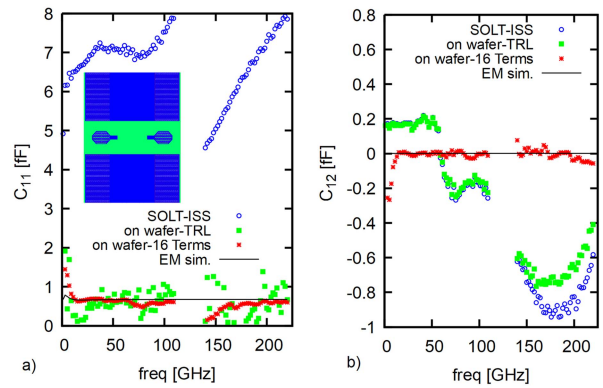 8
7
6
5
4
3
2
1
0
C11 [fF]
SOLT-ISS
on wafer-TRL
on wafer-16 Terms
EM sim.
0 50 100 150 200
a) freq [GHz]
0.8
0.6
0.4
0.2
0
-0.2
-0.4
-0.6
-0.8
-1
C12 [fF]
SOLT-ISS
on wafer-TRL
on wafer-16 Terms
EM sim.
0 50 100 150 200
b) freq [GHz]